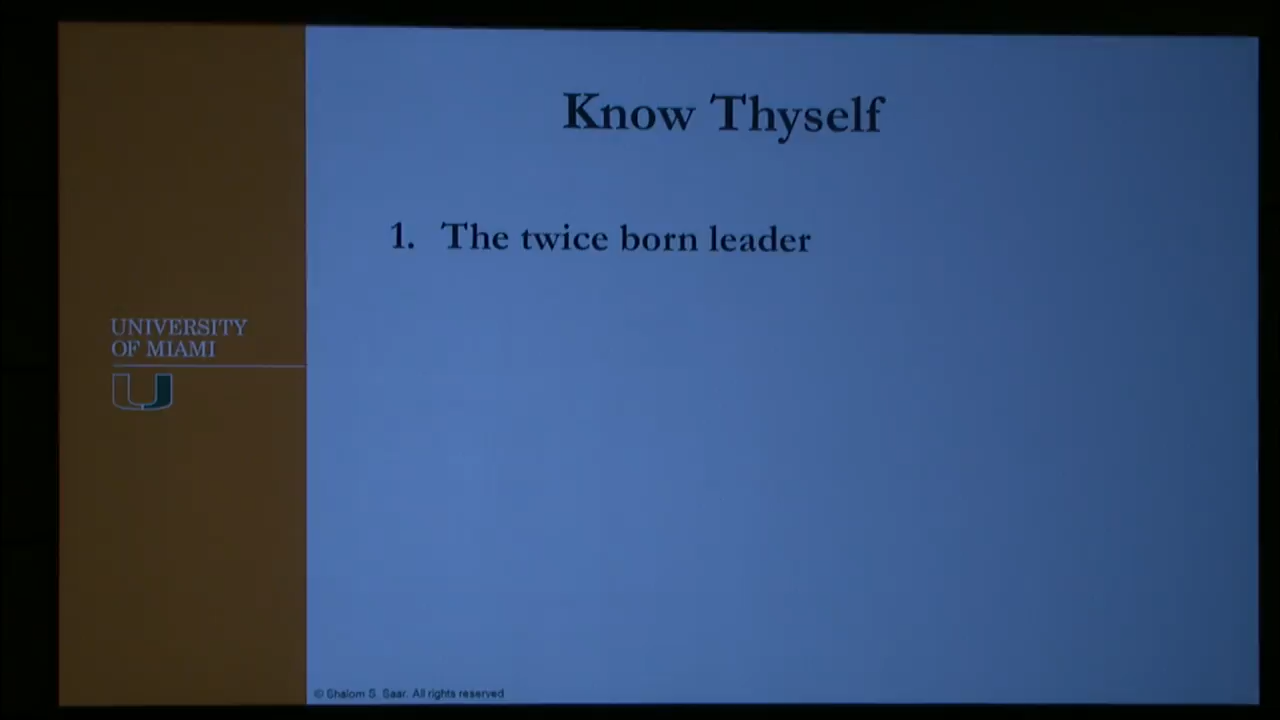 Know Thyself
1. The twice born leader
UNIVERSITY
OF MIAMI
U
© Shalom S. Saar. All rights reserved